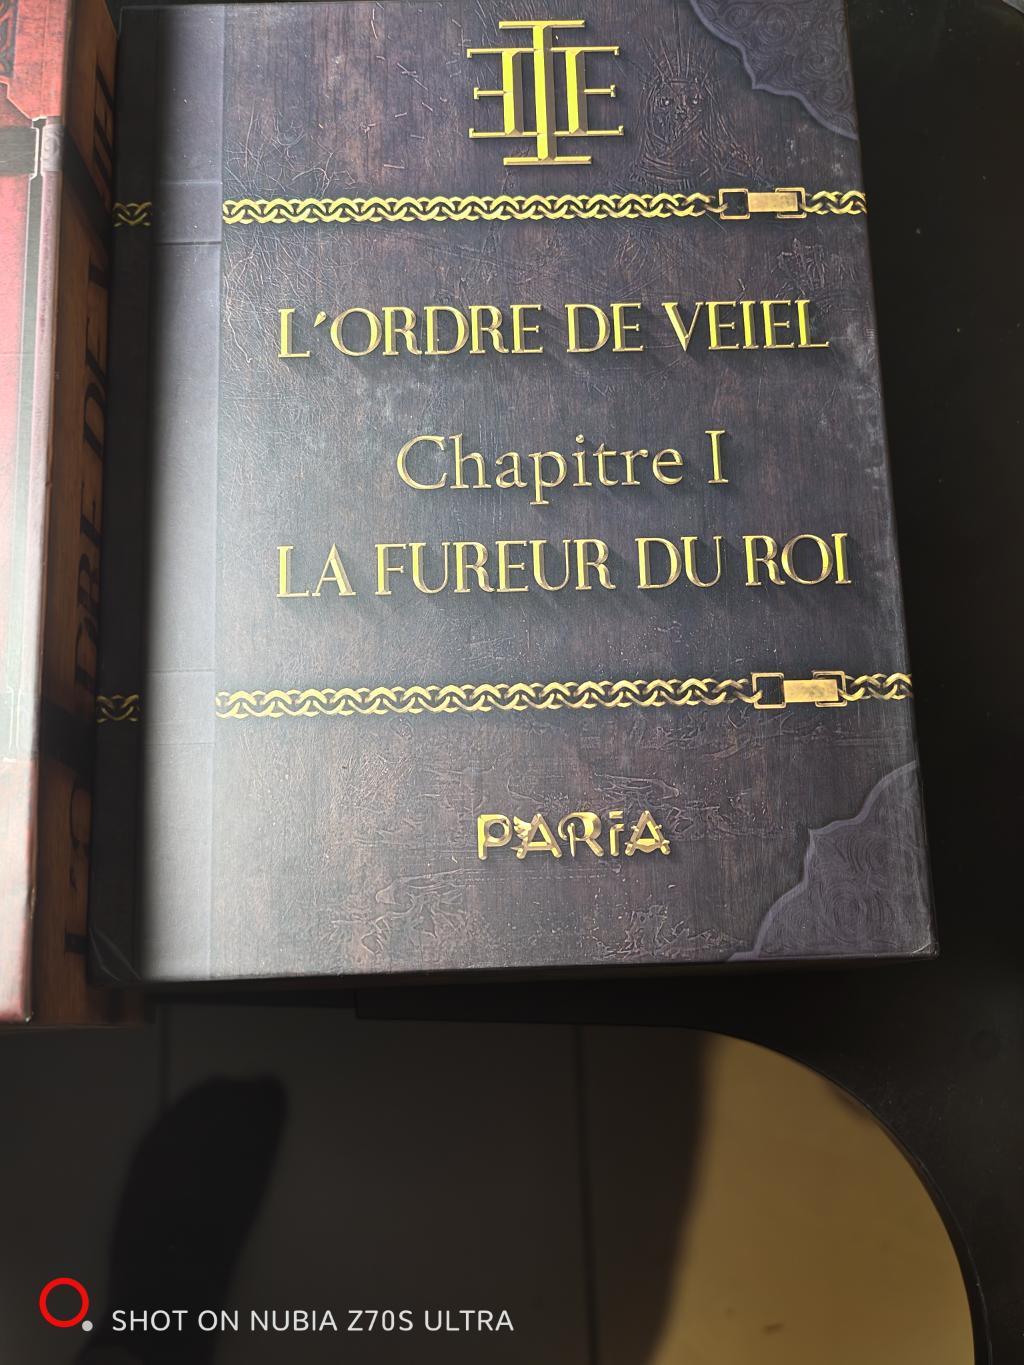 L'ORDRE DE VEIEL
Chapitre I
LA FUREUR DU ROI
PARiA
SHOT ON NUBIA Z70S ULTRA